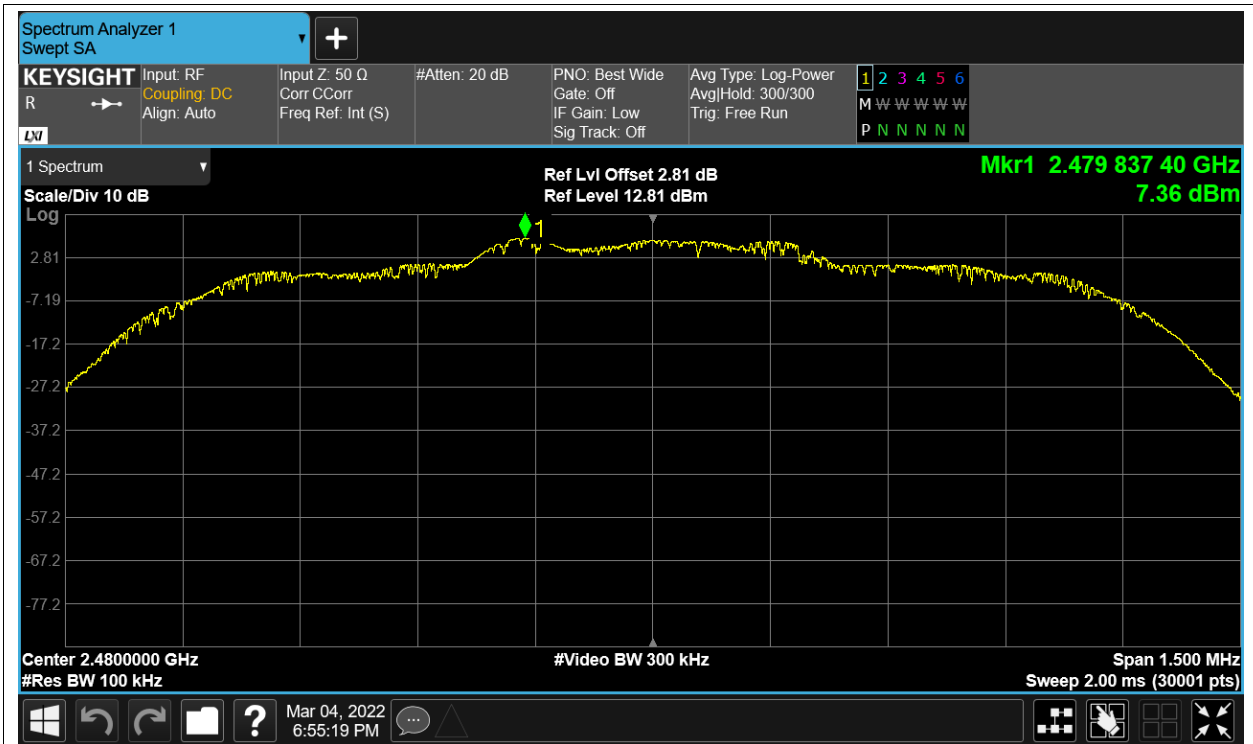 Spectrum Analyzer 1
Swept SA
KEYSIGHT
R
LXI
Input: RF
Coupling: DC
Align: Auto
Input Z: 50 Ω
Corr CCorr
Freq Ref: Int (S)
#Atten: 20 dB
PNO: Best Wide
Gate: Off
IF Gain: Low
Sig Track: Off
Avg Type: Log-Power
Avg|Hold: 300/300
Trig: Free Run
1 2 3 4 5 6
M W W W W W
P N N N N N
1 Spectrum
Scale/Div 10 dB
Log
Ref Lvl Offset 2.81 dB
Ref Level 12.81 dBm
Mkr1 2.479 837 40 GHz
7.36 dBm
1
2.81
-7.19
-17.2
-27.2
-37.2
-47.2
-57.2
-67.2
-77.2
Center 2.4800000 GHz
#Video BW 300 kHz
Span 1.500 MHz
#Res BW 100 kHz
Sweep 2.00 ms (30001 pts)
?
Mar 04, 2022
6:55:19 PM